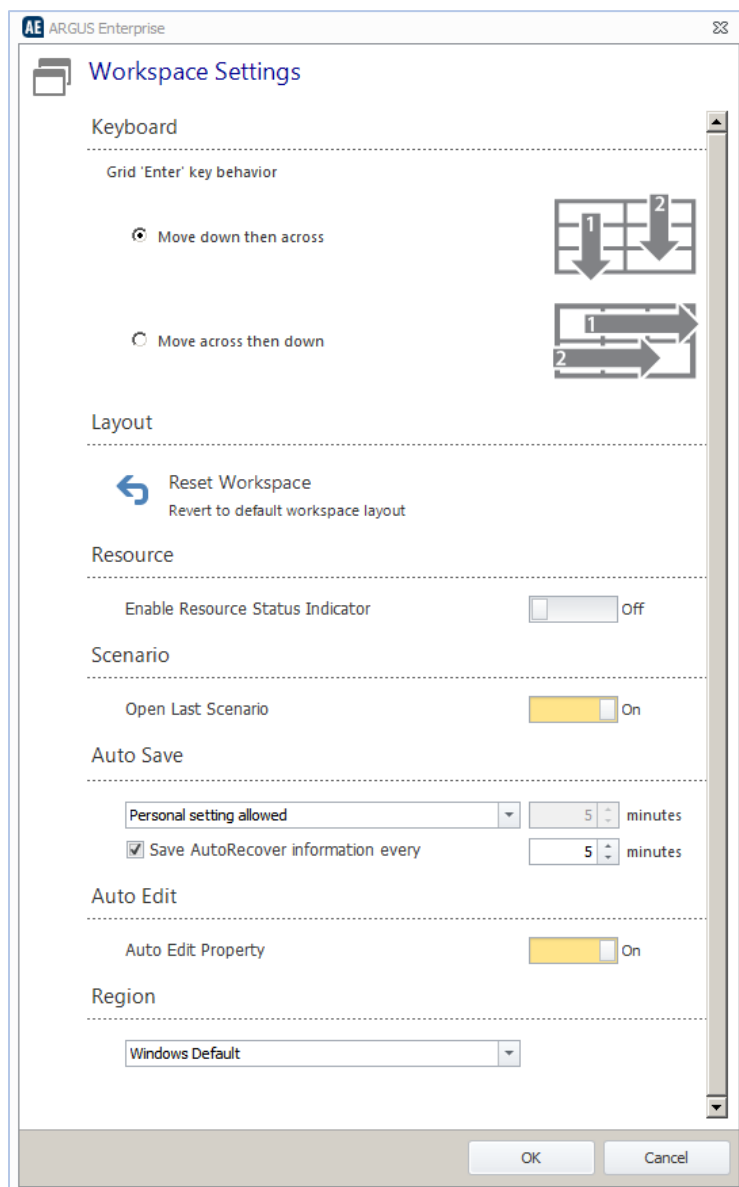 AE ARGUS Enterprise
Workspace Settings
Keyboard
Grid 'Enter' key behavior
Move down then across
1 2
Move across then down
1
2
Layout
Reset Workspace
Revert to default workspace layout
Resource
Enable Resource Status Indicator Off
Scenario
Open Last Scenario On
Auto Save
Personal setting allowed 5 minutes
Save AutoRecover information every 5 minutes
Auto Edit
Auto Edit Property On
Region
Windows Default
OK Cancel